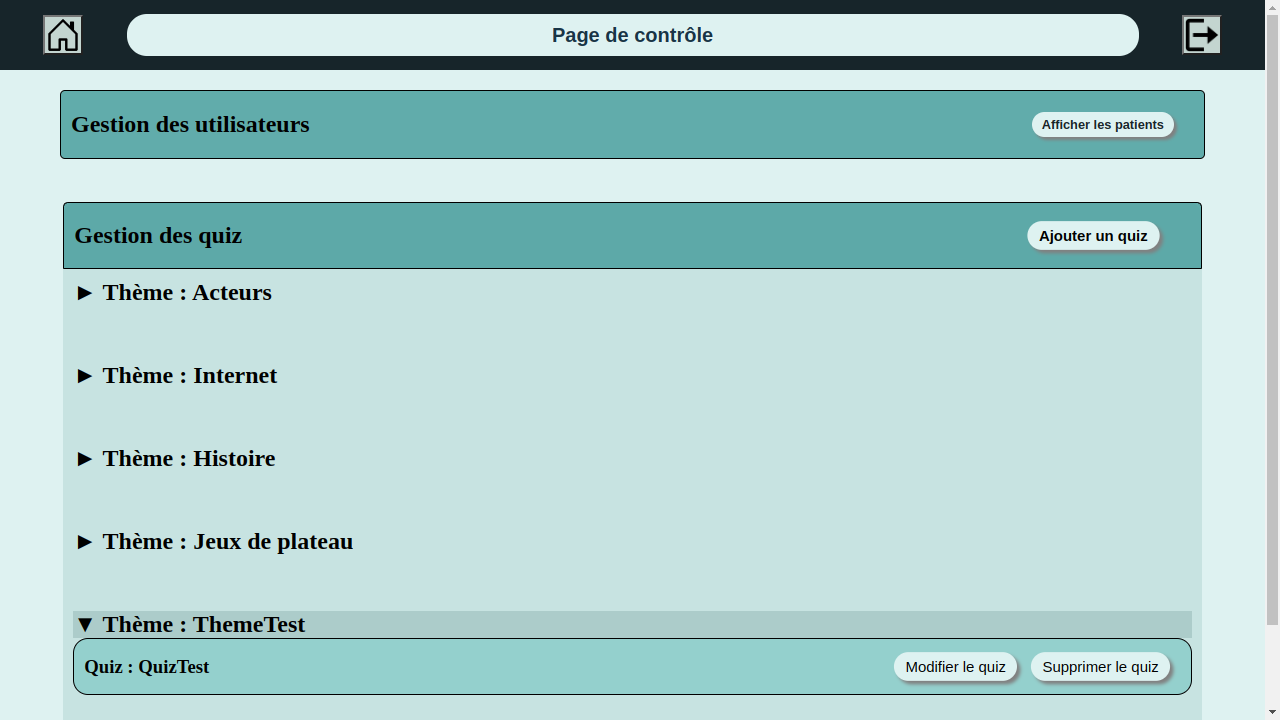 Page de contrôle
Gestion des utilisateurs
Afficher les patients
Gestion des quiz
Ajouter un quiz
► Thème : Acteurs
► Thème : Internet
► Thème : Histoire
► Thème : Jeux de plateau
▼ Thème : ThemeTest
Quiz : QuizTest
Modifier le quiz
Supprimer le quiz